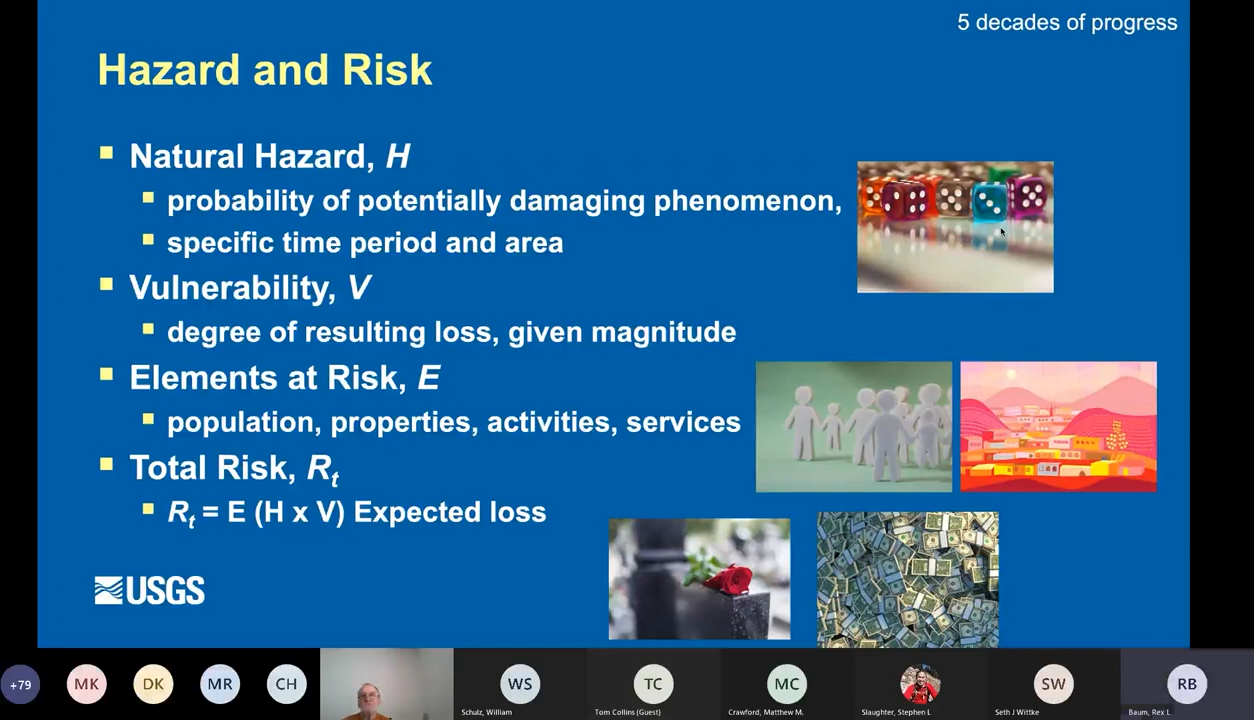 5 decades of progress
Hazard and Risk
Natural Hazard, H
probability of potentially damaging phenomenon,
specific time period and area
Vulnerability, V
degree of resulting loss, given magnitude
Elements at Risk, E
population, properties, activities, services
Total Risk, Rt
Rt = E (H x V) Expected loss
USGS
+79
MK
DK
MR
CH
WS
TC
MC
SW
RB
Schulz, William
Tom Collins (Guest)
Crawford, Matthew M.
Slaughter, Stephen L
Seth J Wittke
Baum, Rex L